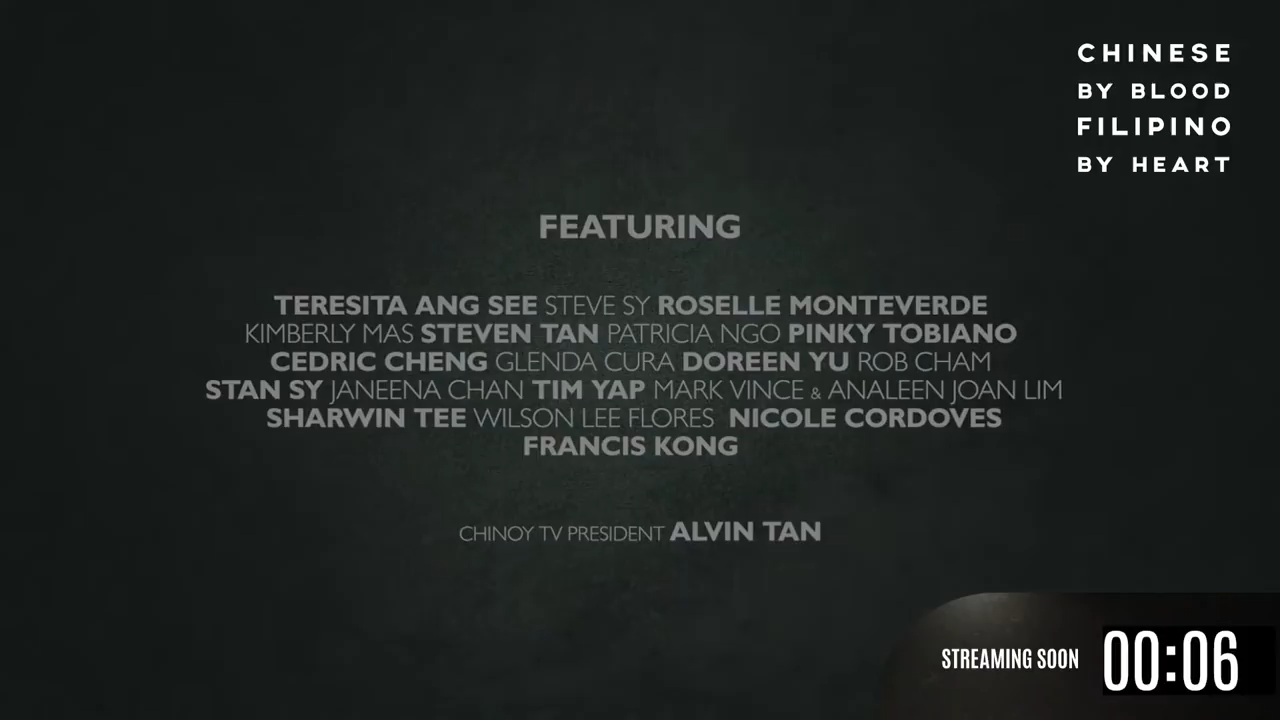 CHINESE
BY BLOOD
FILIPINO
BY HEART
FEATURING
TERESITA ANG SEE STEVE SY ROSELLE MONTEVERDE
KIMBERLY MAS STEVEN TAN PATRICIA NGO PINKY TOBIANO
CEDRIC CHENG GLENDA CURA DOREEN YU ROB CHAM
STAN SY JANEENA CHAN TIM YAP MARK VINCE & ANALEEN JOAN LIM
SHARWIN TEE WILSON LEE FLORES NICOLE CORDOVES
FRANCIS KONG
CHINOY TV PRESIDENT ALVIN TAN
STREAMING SOON 00:06